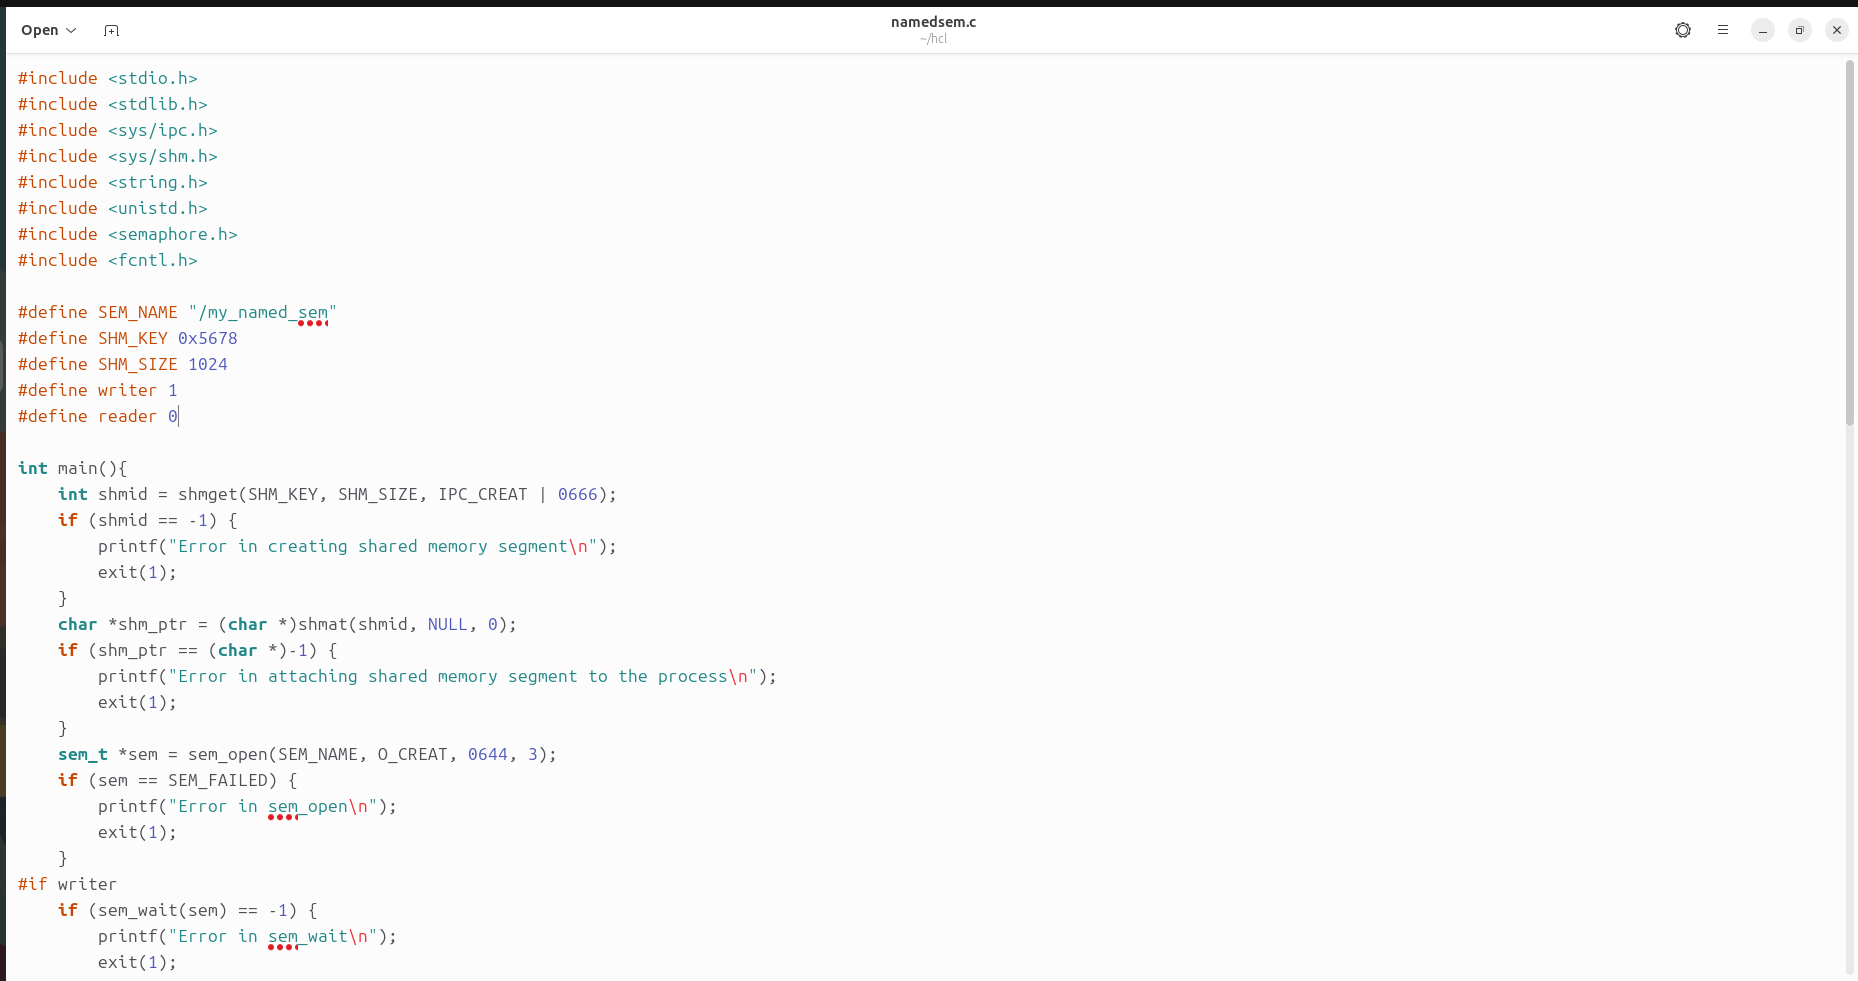 Open
namedsem.c
~/hcl
#include <stdio.h>
#include <stdlib.h>
#include <sys/ipc.h>
#include <sys/shm.h>
#include <string.h>
#include <unistd.h>
#include <semaphore.h>
#include <fcntl.h>

#define SEM_NAME "/my_named_sem"
#define SHM_KEY 0x5678
#define SHM_SIZE 1024
#define writer 1
#define reader 0

int main(){
    int shmid = shmget(SHM_KEY, SHM_SIZE, IPC_CREAT | 0666);
    if (shmid == -1) {
        printf("Error in creating shared memory segment\n");
        exit(1);
    }
    char *shm_ptr = (char *)shmat(shmid, NULL, 0);
    if (shm_ptr == (char *)-1) {
        printf("Error in attaching shared memory segment to the process\n");
        exit(1);
    }
    sem_t *sem = sem_open(SEM_NAME, O_CREAT, 0644, 3);
    if (sem == SEM_FAILED) {
        printf("Error in sem_open\n");
        exit(1);
    }
#if writer
    if (sem_wait(sem) == -1) {
        printf("Error in sem_wait\n");
        exit(1);